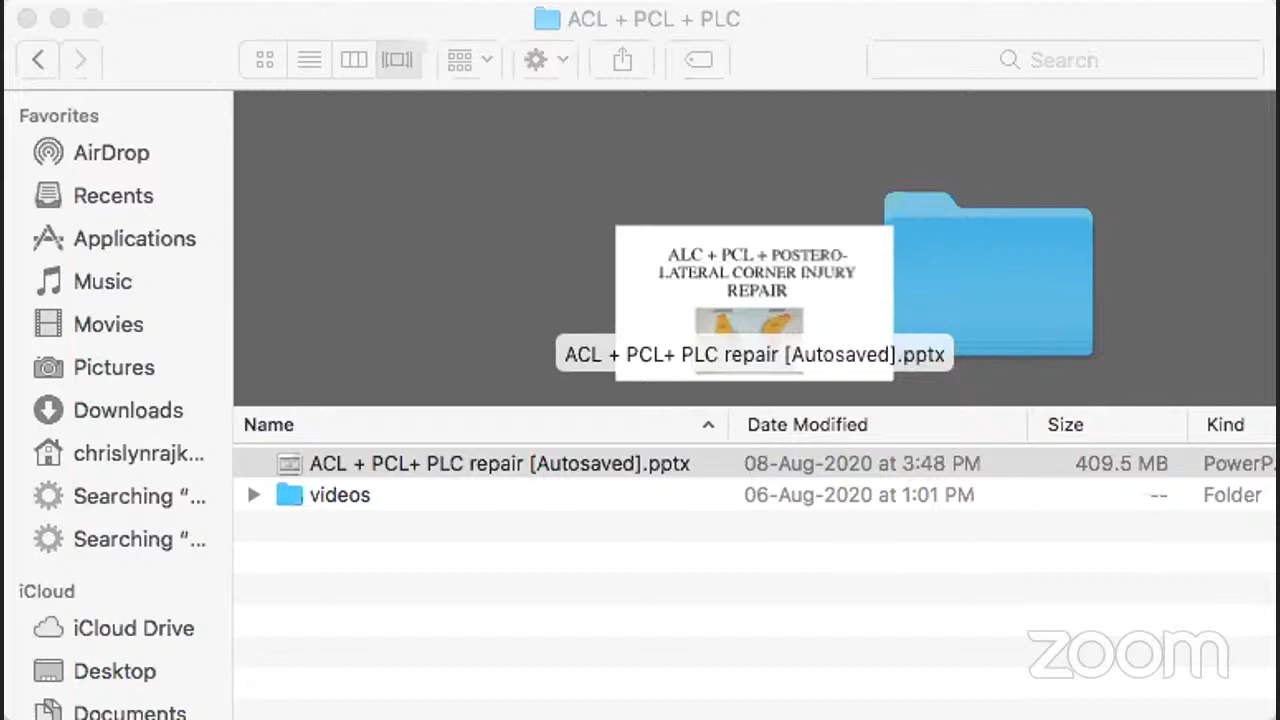 ACL + PCL + PLC
Search
Favorites
AirDrop
Recents
Applications
Music
Movies
Pictures
Downloads
chrislynrajk...
Searching “...
Searching “...
iCloud
iCloud Drive
Desktop
Documents
ALC + PCL + POSTERO-
LATERAL CORNER INJURY
REPAIR
ACL + PCL+ PLC repair [Autosaved].pptx
Name Date Modified Size Kind
ACL + PCL+ PLC repair [Autosaved].pptx 08-Aug-2020 at 3:48 PM 409.5 MB PowerP
videos 06-Aug-2020 at 1:01 PM -- Folder
zoom